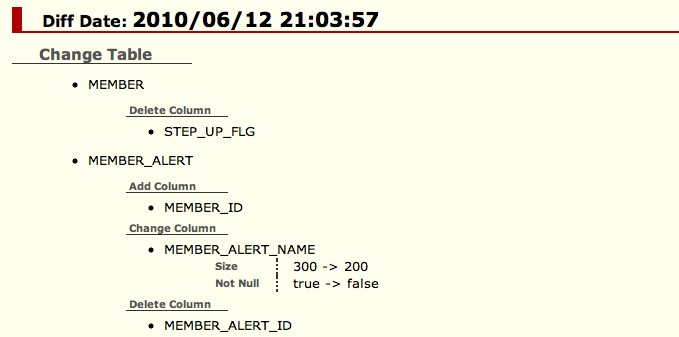 Diff Date: 2010/06/12 21:03:57
Change Table
MEMBER
Delete Column
STEP_UP_FLG
MEMBER_ALERT
Add Column
MEMBER_ID
Change Column
MEMBER_ALERT_NAME
Size 300 -> 200
Not Null true -> false
Delete Column
MEMBER_ALERT_ID